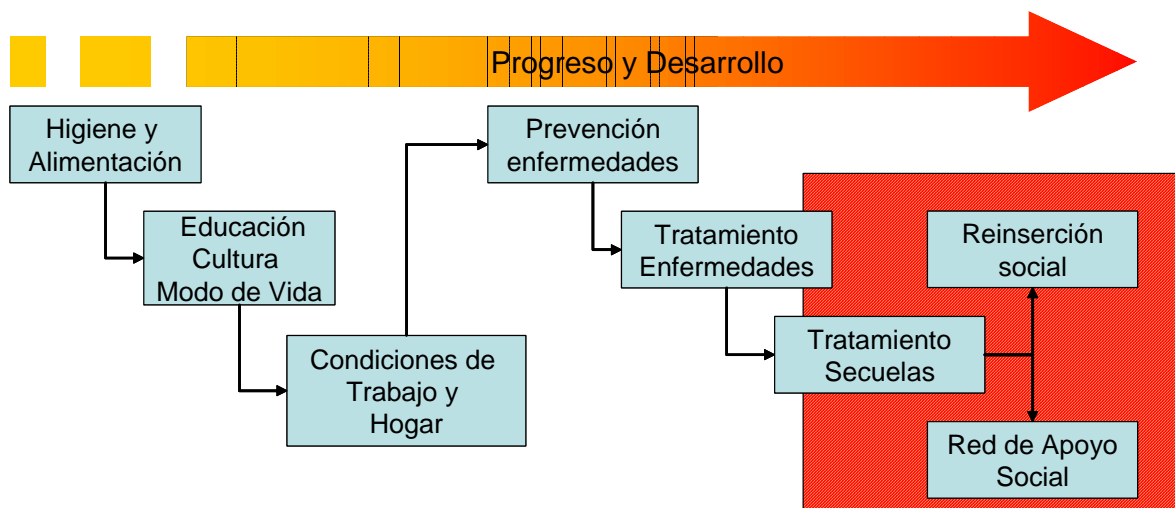 Progreso y Desarrollo
Higiene y
Alimentación
Educación
Cultura
Modo de Vida
Condiciones de
Trabajo y
Hogar
Prevención
enfermedades
Tratamiento
Enfermedades
Tratamiento
Secuelas
Reinserción
social
Red de Apoyo
Social